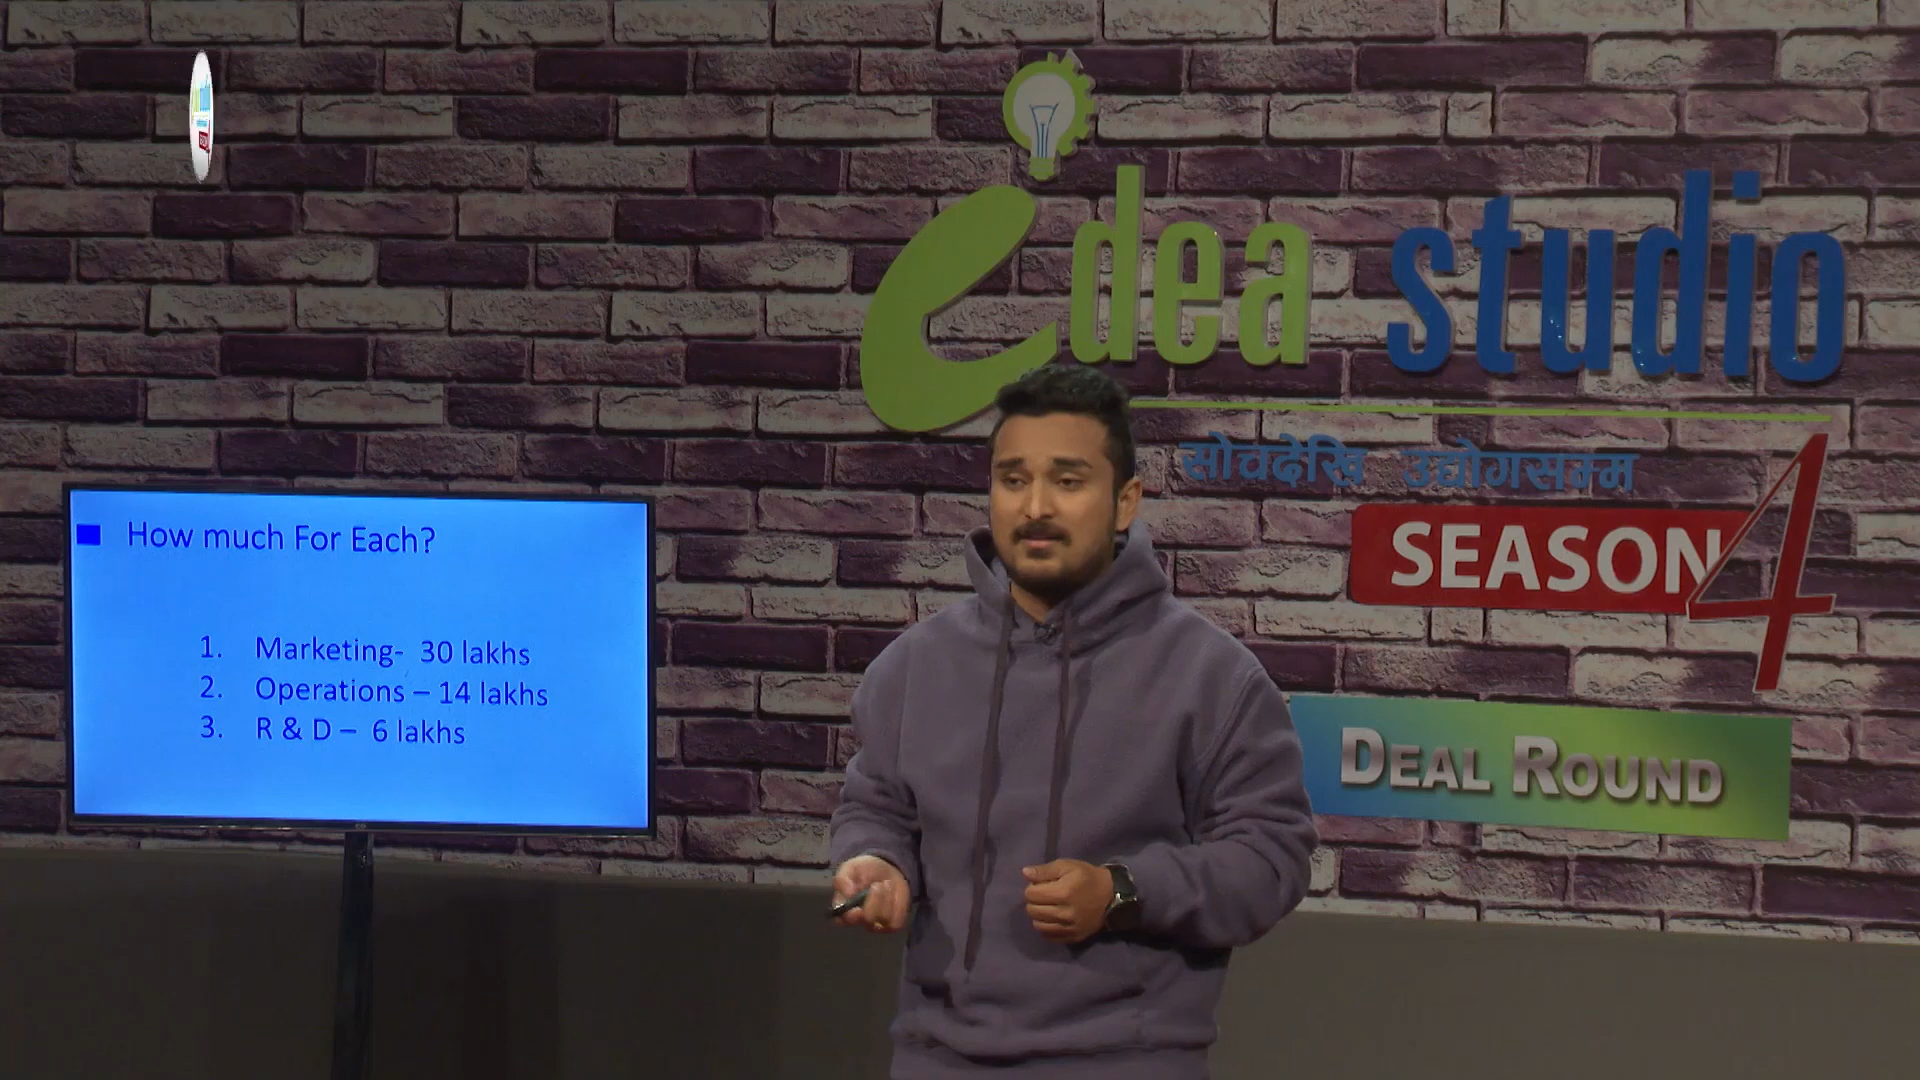 idea studio
सोचदेखि उद्योगसम्म
SEASON 4
DEAL ROUND
How much For Each?
1. Marketing- 30 lakhs
2. Operations – 14 lakhs
3. R & D – 6 lakhs